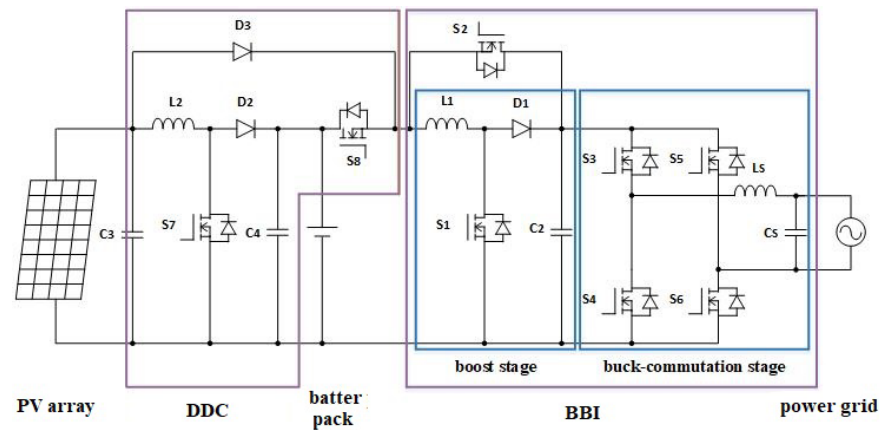 D3
S2
L2
D2
S8
L1
D1
S3
S5
LS
C3
S7
C4
S1
C2
CS
S4
S6
boost stage
buck-commutation stage
PV array
DDC
batter
pack
BBI
power grid